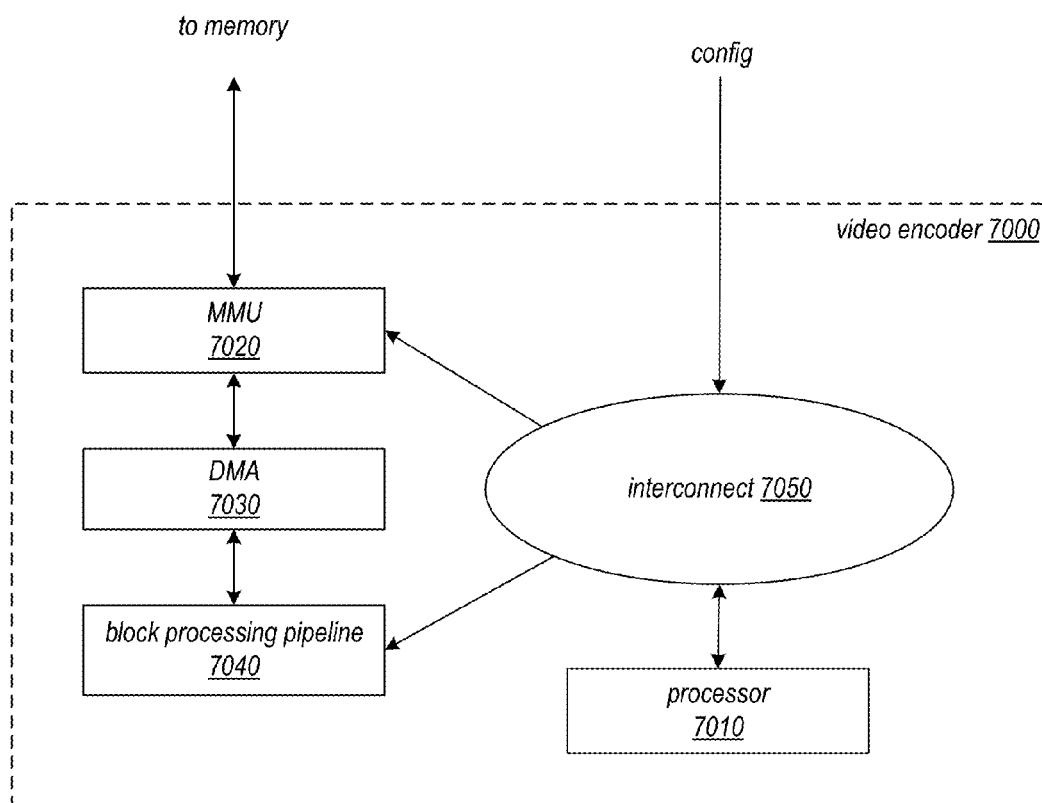 to memory
config
video encoder 7000
MMU
7020
DMA
7030
interconnect 7050
block processing pipeline
7040
processor
7010